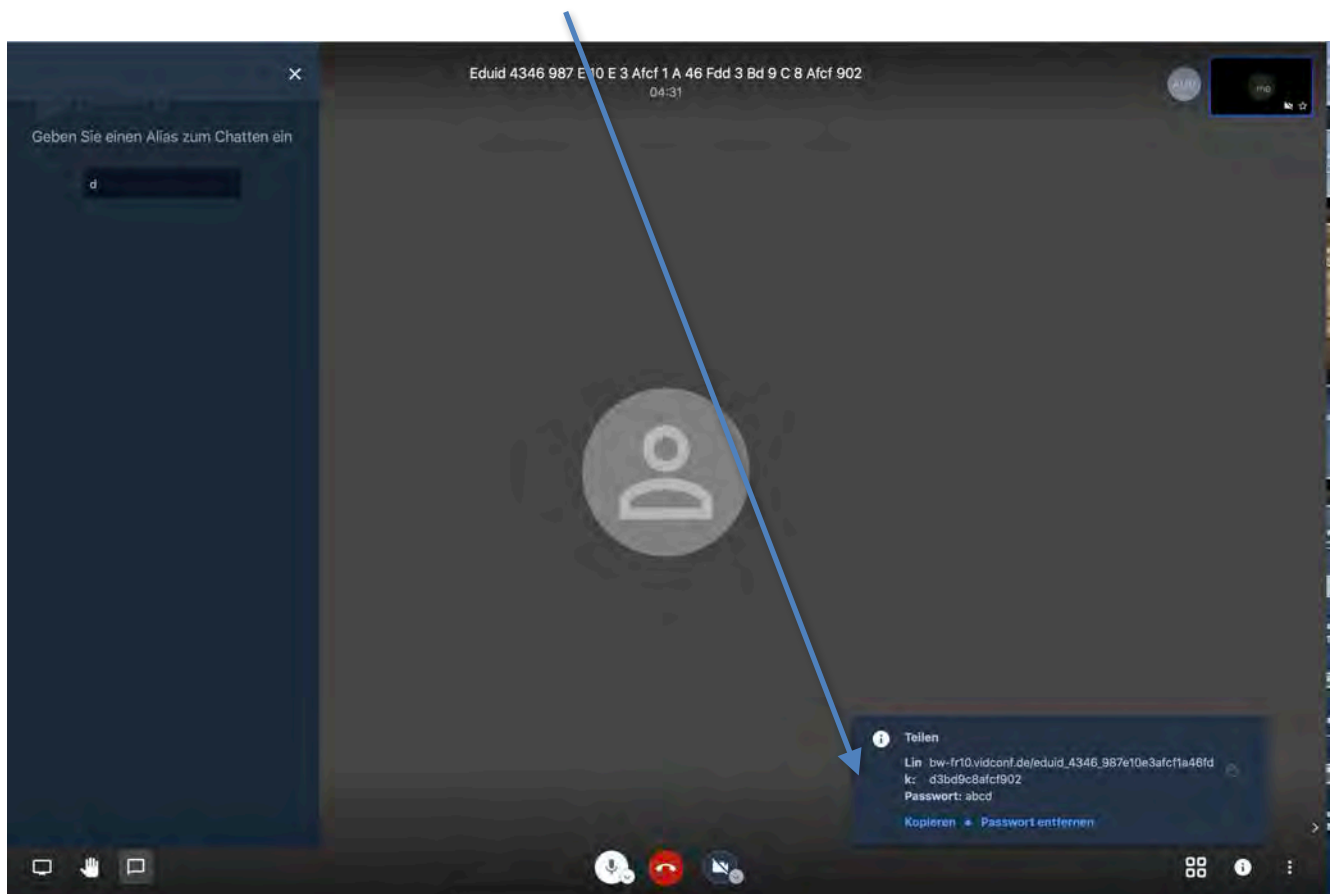 Eduid 4346 987 E 10 E 3 Afcf 1 A 46 Fdd 3 Bd 9 C 8 Afcf 902
04:31
me
Geben Sie einen Alias zum Chatten ein
d
Teilen
Lin bw-fr10.vidconf.de/eduid_4346_987e10e3afcf1a46fd
k: d3bd9c8afcf902
Passwort: abcd
Kopieren • Passwort entfernen